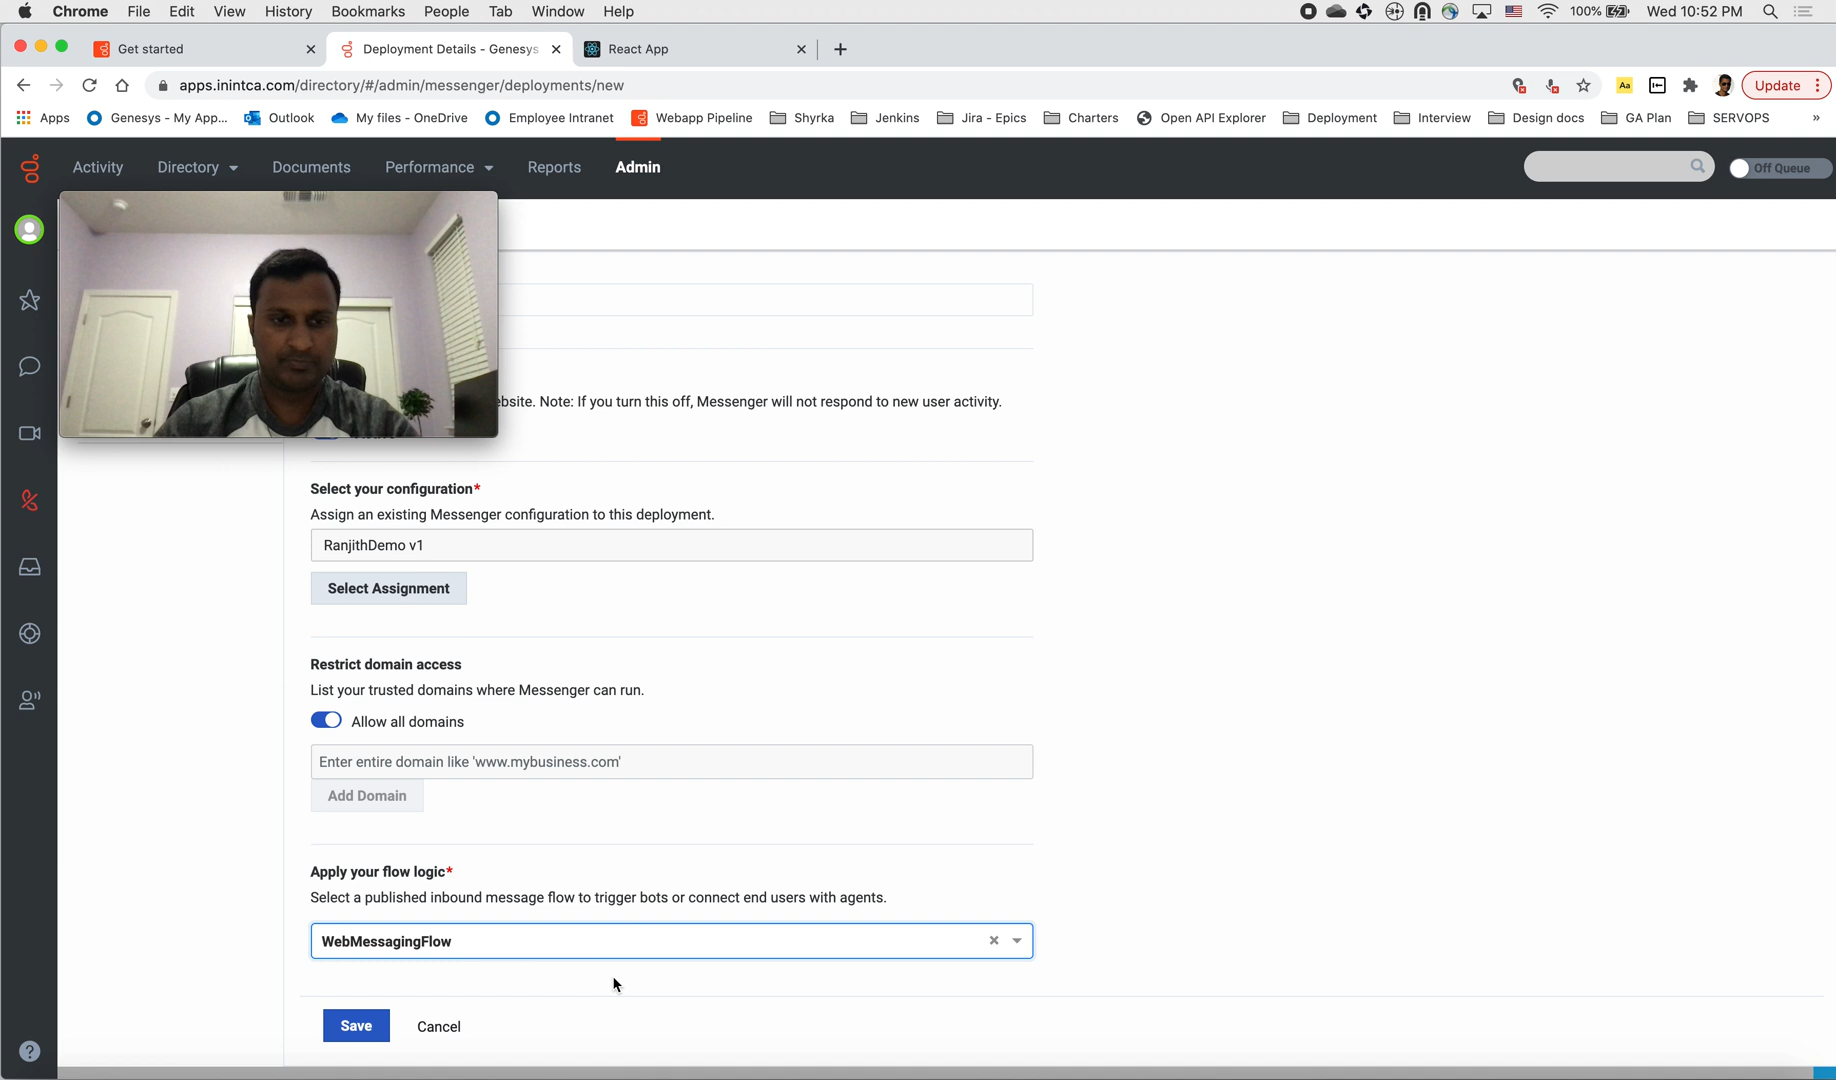 Chrome File Edit View History Bookmarks People Tab Window Help 100% Wed 10:52 PM
Get started Deployment Details - Genesys React App
apps.inintca.com/directory/#/admin/messenger/deployments/new Aa Update
Apps Genesys - My App... Outlook My files - OneDrive Employee Intranet Webapp Pipeline Shyrka Jenkins Jira - Epics Charters Open API Explorer Deployment Interview Design docs GA Plan SERVOPS »
Activity Directory Documents Performance Reports Admin Off Queue
Note: If you turn this off, Messenger will not respond to new user activity.
Select your configuration*
Assign an existing Messenger configuration to this deployment.
RanjithDemo v1
Select Assignment
Restrict domain access
List your trusted domains where Messenger can run.
Allow all domains
Enter entire domain like 'www.mybusiness.com'
Add Domain
Apply your flow logic*
Select a published inbound message flow to trigger bots or connect end users with agents.
WebMessagingFlow
Save Cancel